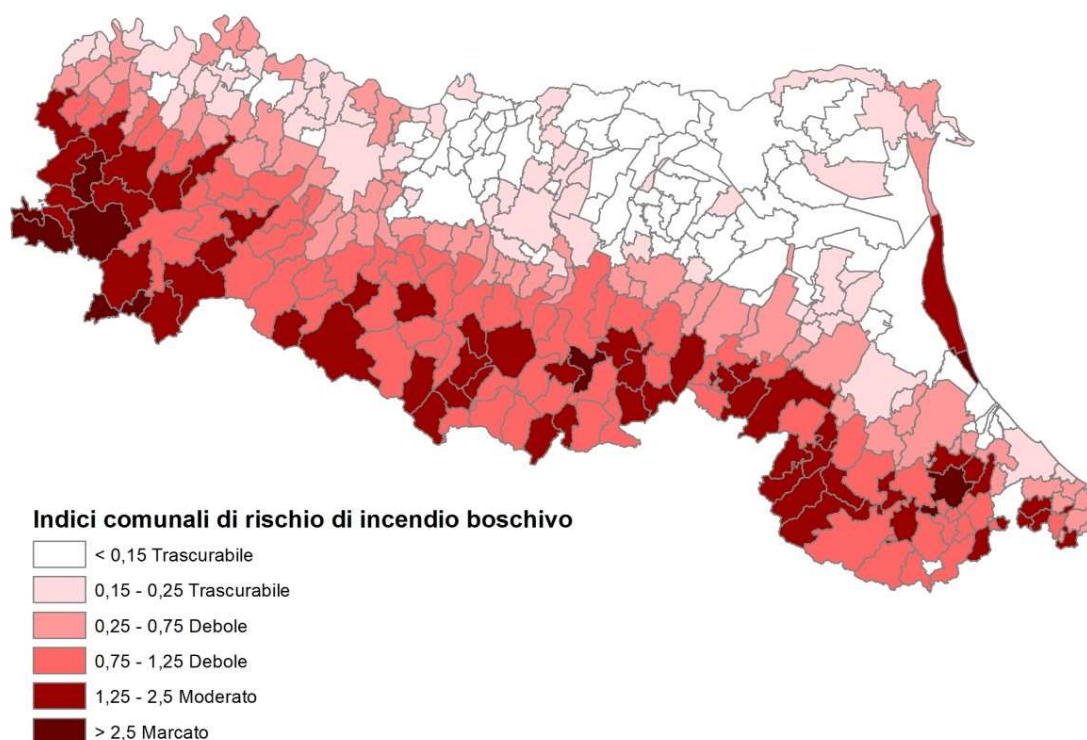 Indici comunali di rischio di incendio boschivo
< 0,15 Trascurabile
0,15 - 0,25 Trascurabile
0,25 - 0,75 Debole
0,75 - 1,25 Debole
1,25 - 2,5 Moderato
> 2,5 Marcato